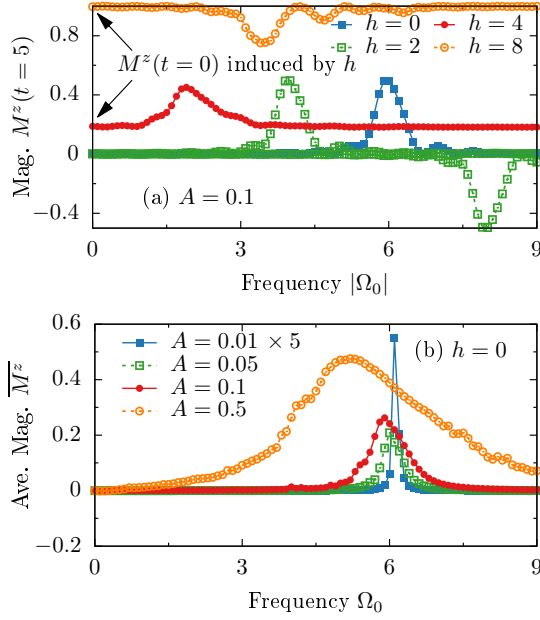 0.8
0.4
0
−0.4
Mag. M^z(t = 5)
h = 0
h = 4
h = 2
h = 8
M^z(t = 0) induced by h
(a) A = 0.1
0 3 6 9
Frequency |Ω_0|
0.6
0.4
0.2
0
−0.2
Ave. Mag. \overline{M^z}
A = 0.01 × 5
A = 0.05
A = 0.1
A = 0.5
(b) h = 0
0 3 6 9
Frequency Ω_0